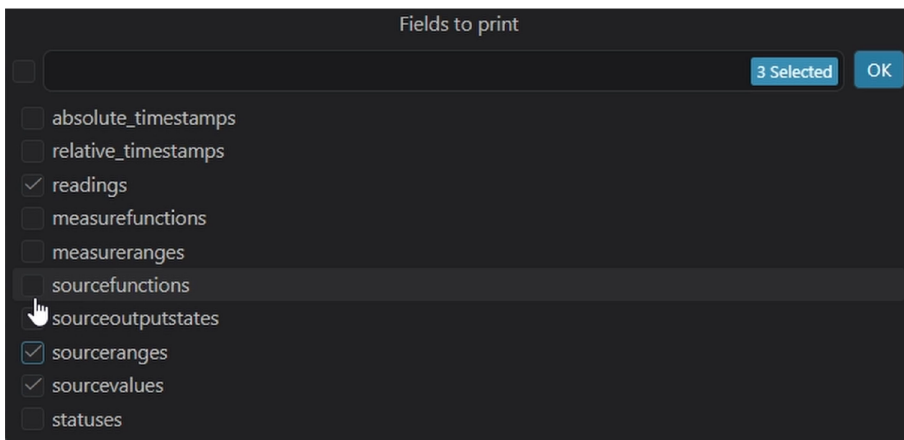 Fields to print
3 Selected OK
absolute_timestamps
relative_timestamps
readings
measurefunctions
measureranges
sourcefunctions
sourceoutputstates
sourceranges
sourcevalues
statuses